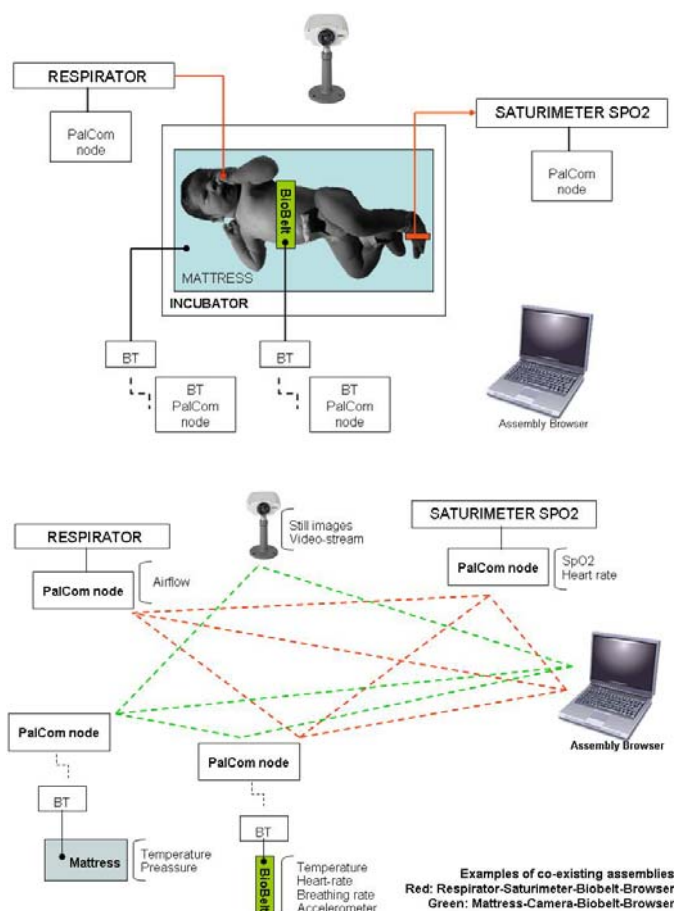 RESPIRATOR
PalCom
node
SATURIMETER SPO2
PalCom
node
BioBelt
MATTRESS
INCUBATOR
BT
BT
PalCom
node
BT
BT
PalCom
node
Assembly Browser
RESPIRATOR
PalCom node
Airflow
Still images
Video-stream
SATURIMETER SPO2
PalCom node
SpO2
Heart rate
Assembly Browser
PalCom node
BT
Mattress
Temperature
Preassure
PalCom node
BT
BioBelt
Temperature
Heart-rate
Breathing rate
Accelerometer
Examples of co-existing assemblies
Red: Respirator-Saturimeter-Biobelt-Browser
Green: Mattress-Camera-Biobelt-Browser